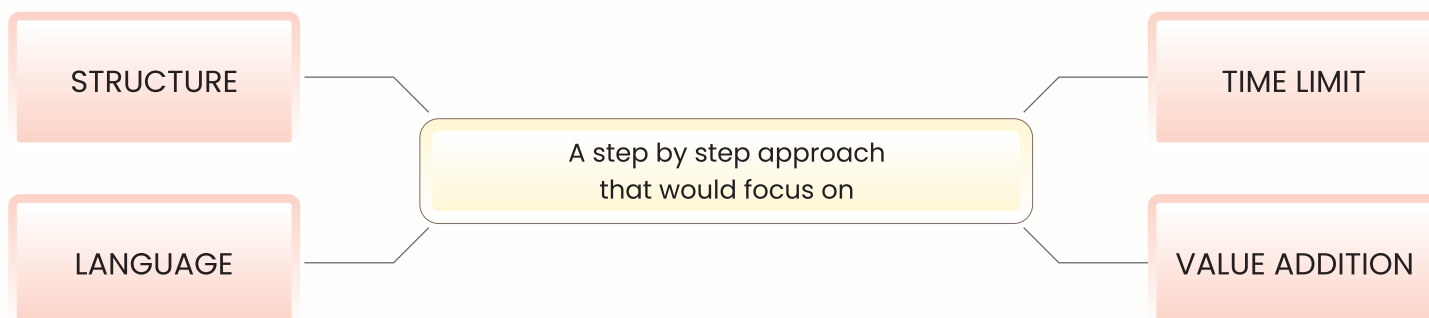 STRUCTURE
TIME LIMIT
A step by step approach
that would focus on
LANGUAGE
VALUE ADDITION